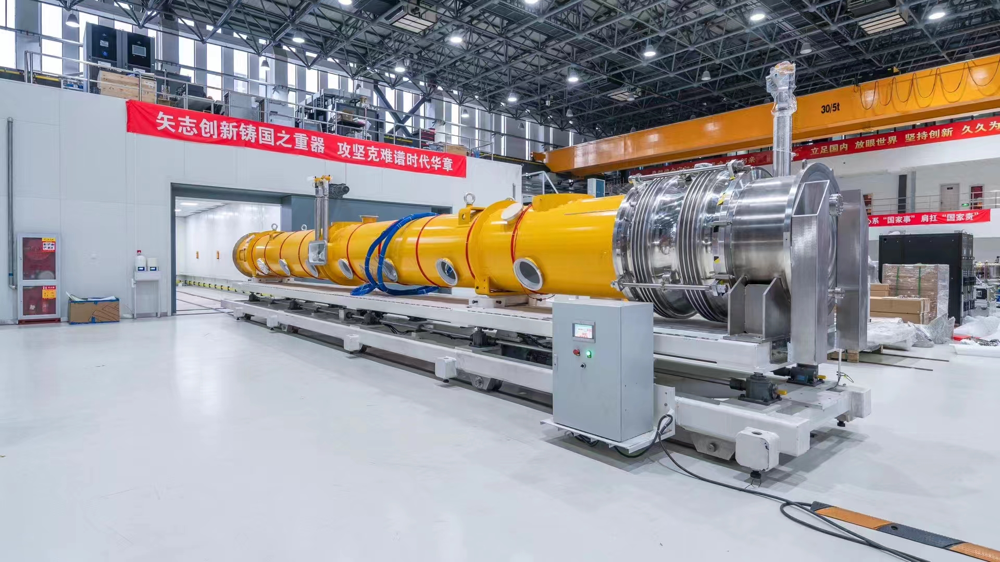 矢志创新铸国之重器 攻坚克难谱时代华章
30/5t
立足国内 放眼世界 坚持创新 久久为
心系“国家事” 肩扛“国家责”